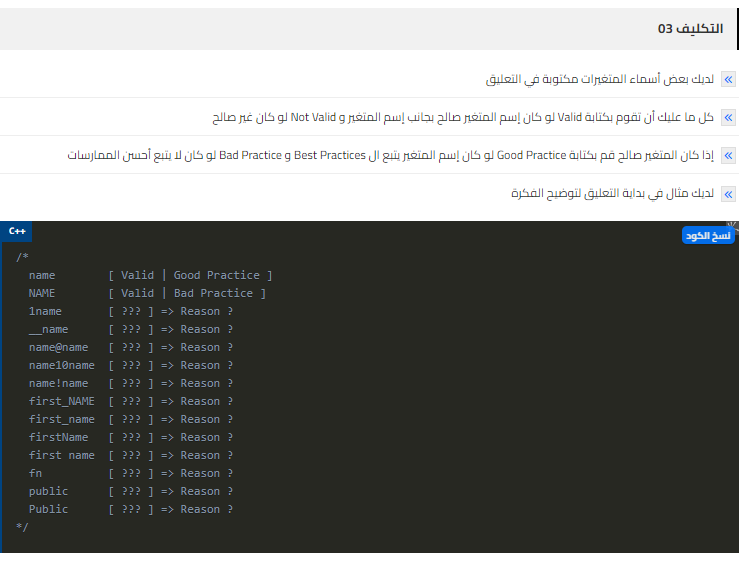 التكليف 03
لديك بعض أسماء المتغيرات مكتوبة في التعليق
كل ما عليك أن تقوم بكتابة Valid لو كان إسم المتغير صالح بجانب إسم المتغير و Not Valid لو كان غير صالح
إذا كان المتغير صالح قم بكتابة Good Practice لو كان إسم المتغير يتبع ال Best Practices و Bad Practice لو كان لا يتبع أحسن الممارسات
لديك مثال في بداية التعليق لتوضيح الفكرة
C++
نسخ الكود
/*
  name        [ Valid | Good Practice ]
  NAME        [ Valid | Bad Practice ]
  1name       [ ??? ] => Reason ?
  __name      [ ??? ] => Reason ?
  name@name   [ ??? ] => Reason ?
  name10name  [ ??? ] => Reason ?
  name!name   [ ??? ] => Reason ?
  first_NAME  [ ??? ] => Reason ?
  first_name  [ ??? ] => Reason ?
  firstName   [ ??? ] => Reason ?
  first name  [ ??? ] => Reason ?
  fn          [ ??? ] => Reason ?
  public      [ ??? ] => Reason ?
  Public      [ ??? ] => Reason ?
*/